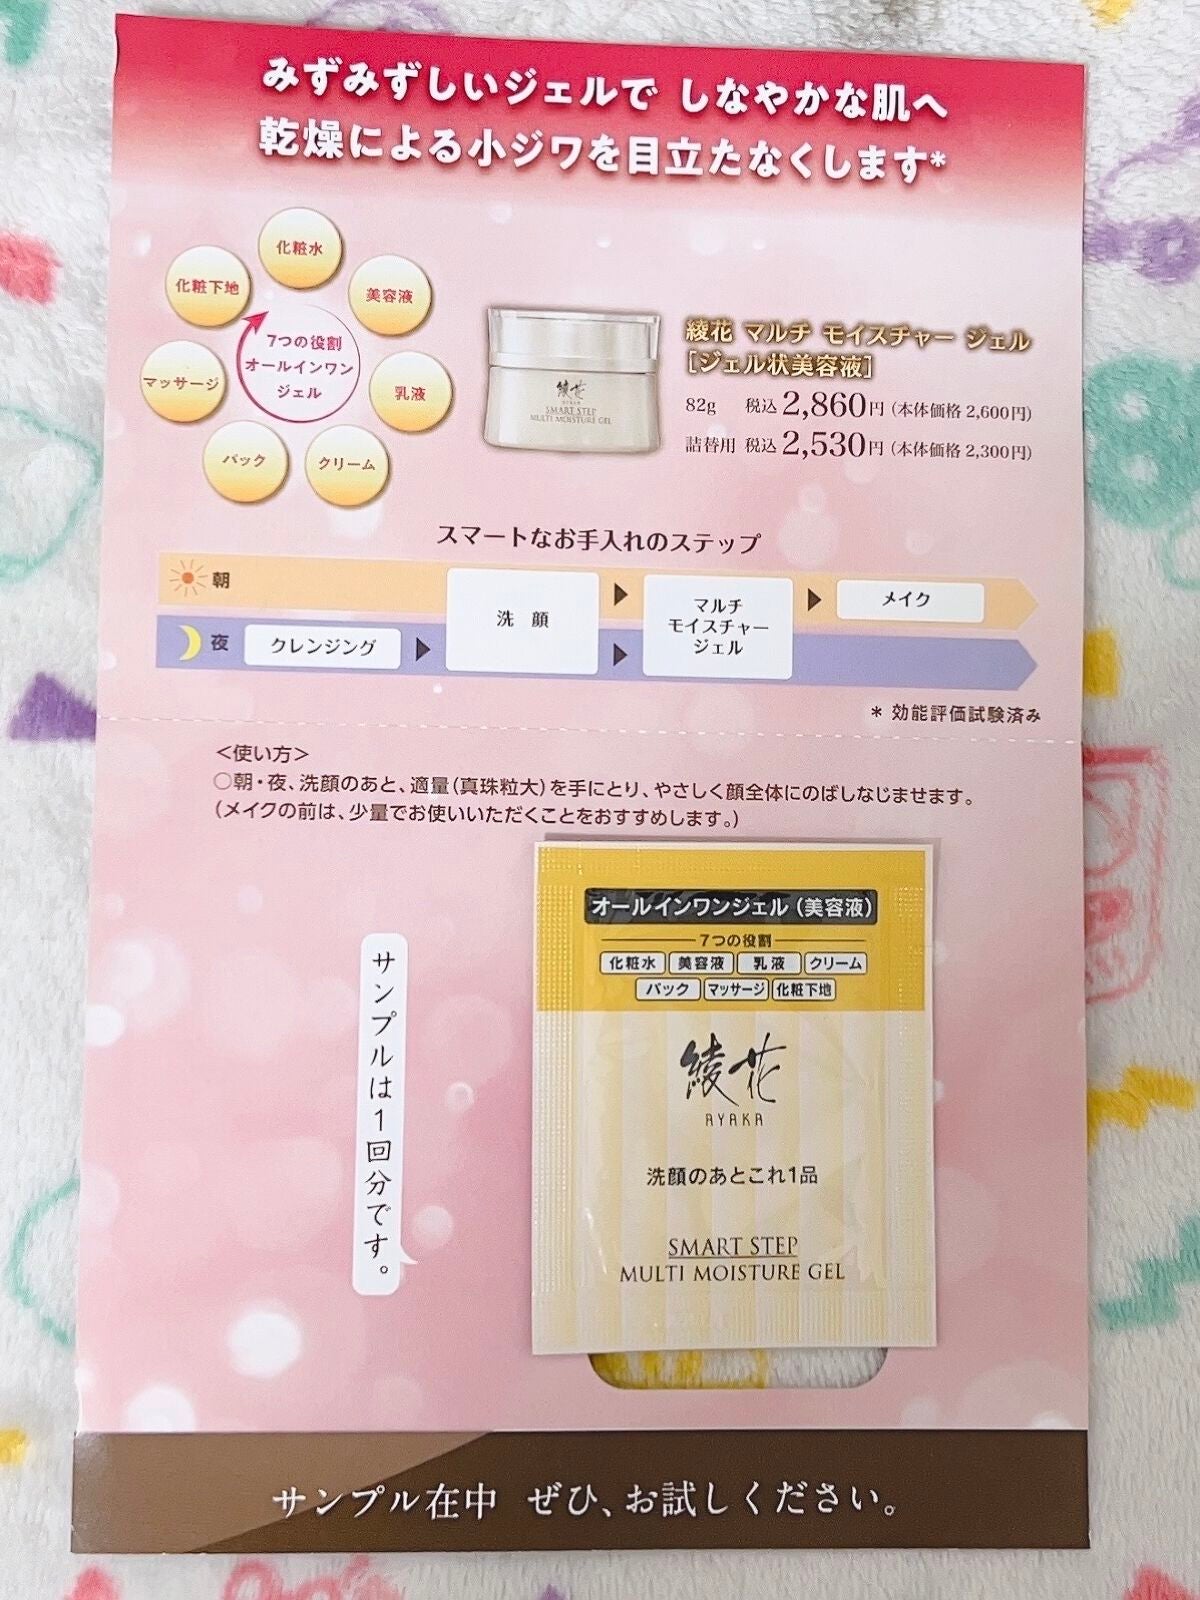 みずみずしいジェルで しなやかな肌へ
乾燥による小ジワを目立たなくします*
化粧水
美容液
乳液
クリーム
パック
マッサージ
化粧下地
7つの役割
オールインワン
ジェル
綾花
AYAKA
SMART STEP
MULTI MOISTURE GEL
綾花 マルチ モイスチャー ジェル
[ジェル状美容液]
82g 税込2,860円(本体価格2,600円)
詰替用 税込2,530円(本体価格2,300円)
スマートなお手入れのステップ
朝
夜
クレンジング
洗 顔
マルチ
モイスチャー
ジェル
メイク
* 効能評価試験済み
<使い方>
○朝・夜、洗顔のあと、適量(真珠粒大)を手にとり、やさしく顔全体にのばしなじませます。
(メイクの前は、少量でお使いいただくことをおすすめします。)
サンプルは1回分です。
オールインワンジェル(美容液)
7つの役割
化粧水 美容液 乳液 クリーム
パック マッサージ 化粧下地
綾花
AYAKA
洗顔のあとこれ1品
SMART STEP
MULTI MOISTURE GEL
サンプル在中 ぜひ、お試しください。